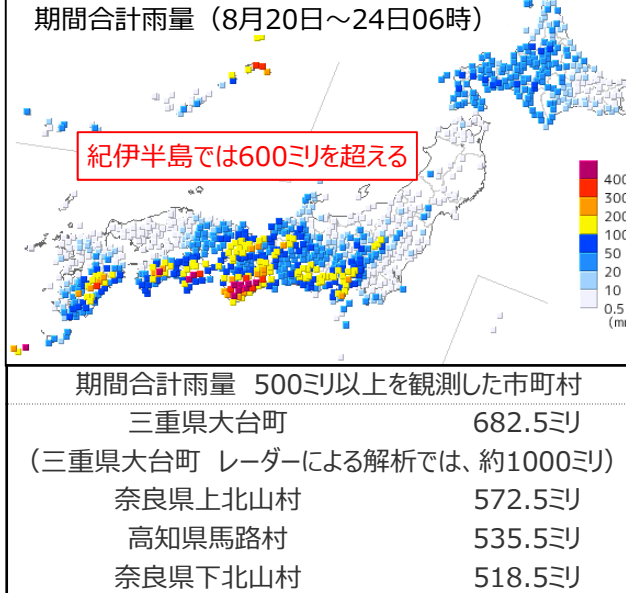 期間合計雨量（8月20日～24日06時）
紀伊半島では600ミリを超える
400
300
200
100
50
20
10
0.5
期間合計雨量 500ミリ以上を観測した市町村
三重県大台町 682.5ミリ
（三重県大台町 レーダーによる解析では、約1000ミリ）
奈良県上北山村 572.5ミリ
高知県馬路村 535.5ミリ
奈良県下北山村 518.5ミリ